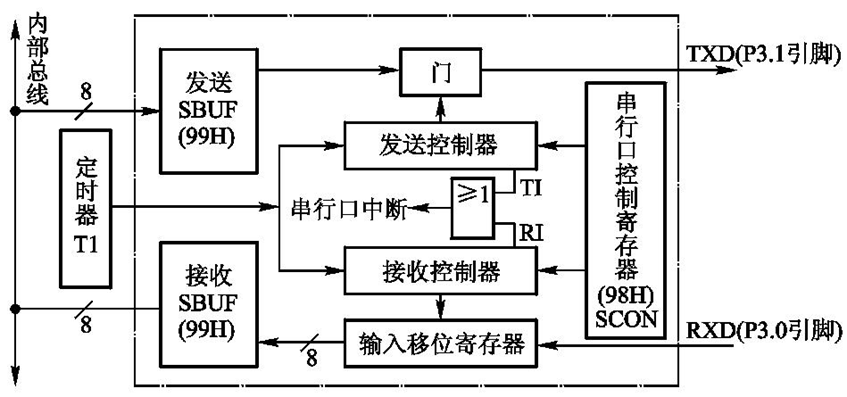 内部总线
8
发送
SBUF
(99H)
门
TXD(P3.1引脚)
定时器
T1
发送控制器
TI
≥1
串行口中断
RI
串行口控制寄存器
(98H)
SCON
接收
SBUF
(99H)
接收控制器
8
8
输入移位寄存器
RXD(P3.0引脚)